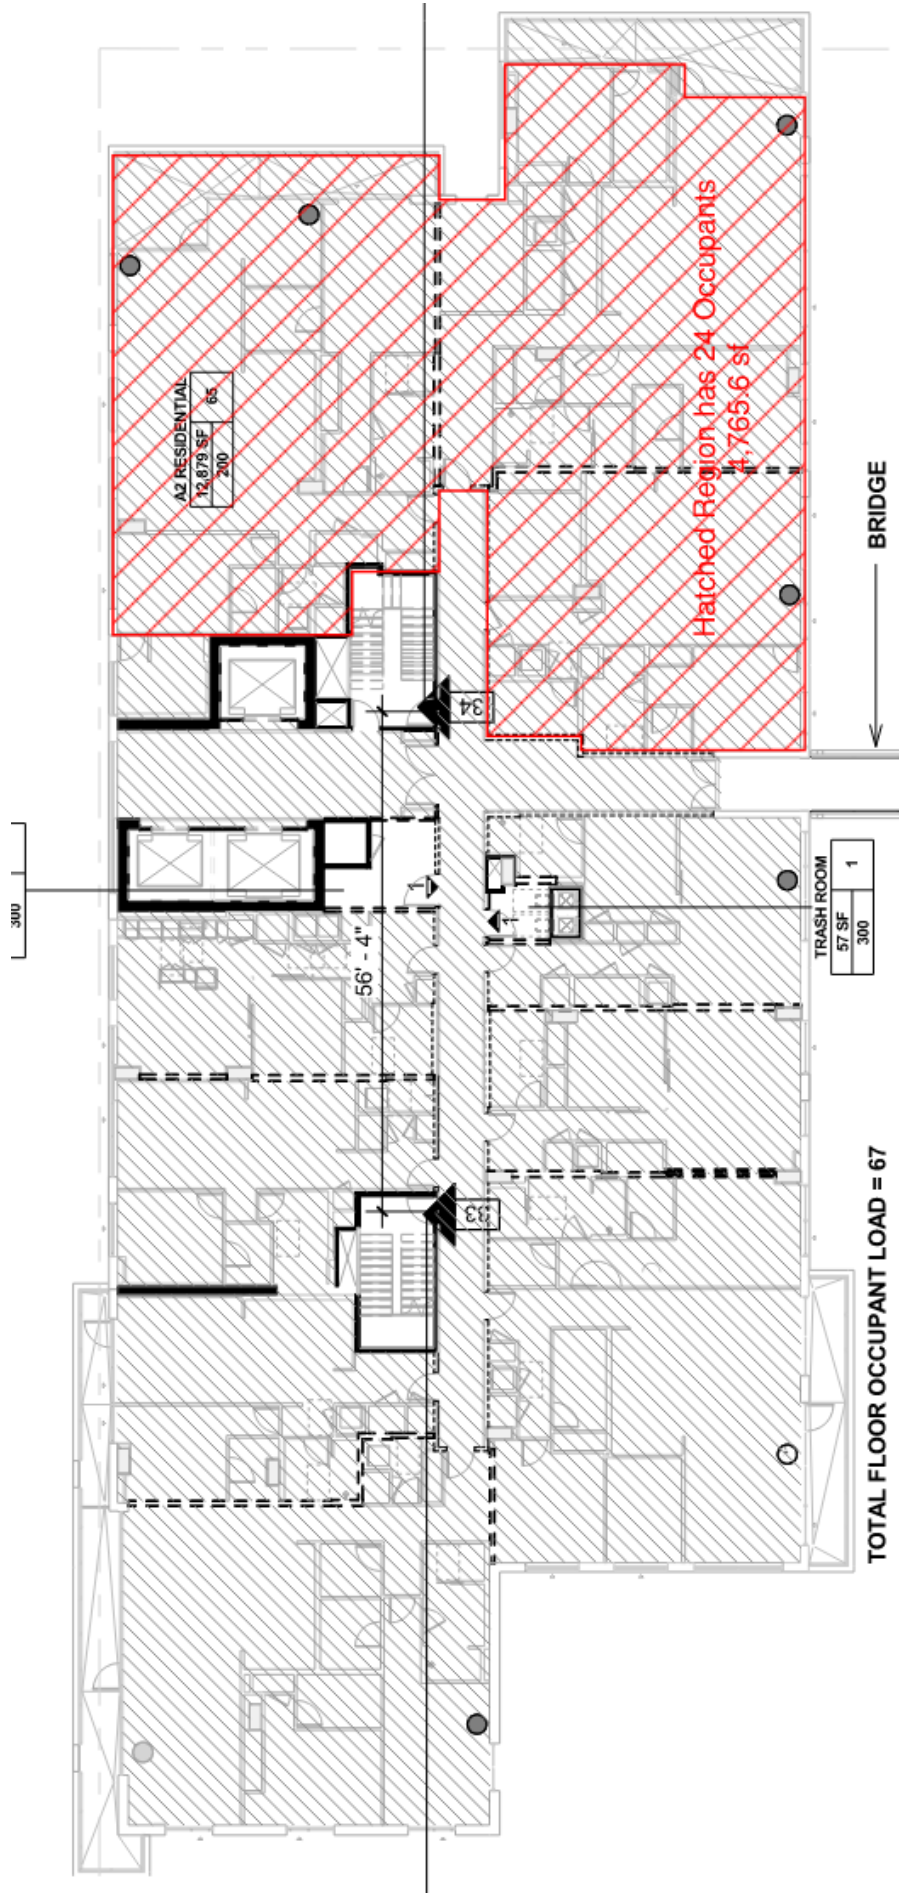 A2 RESIDENTIAL
12,879 SF
200
65
Hatched Region has 24 Occupants
4,765.6 sf
BRIDGE
34
300
1
1
56' - 4"
TRASH ROOM
57 SF
300
1
33
TOTAL FLOOR OCCUPANT LOAD = 67